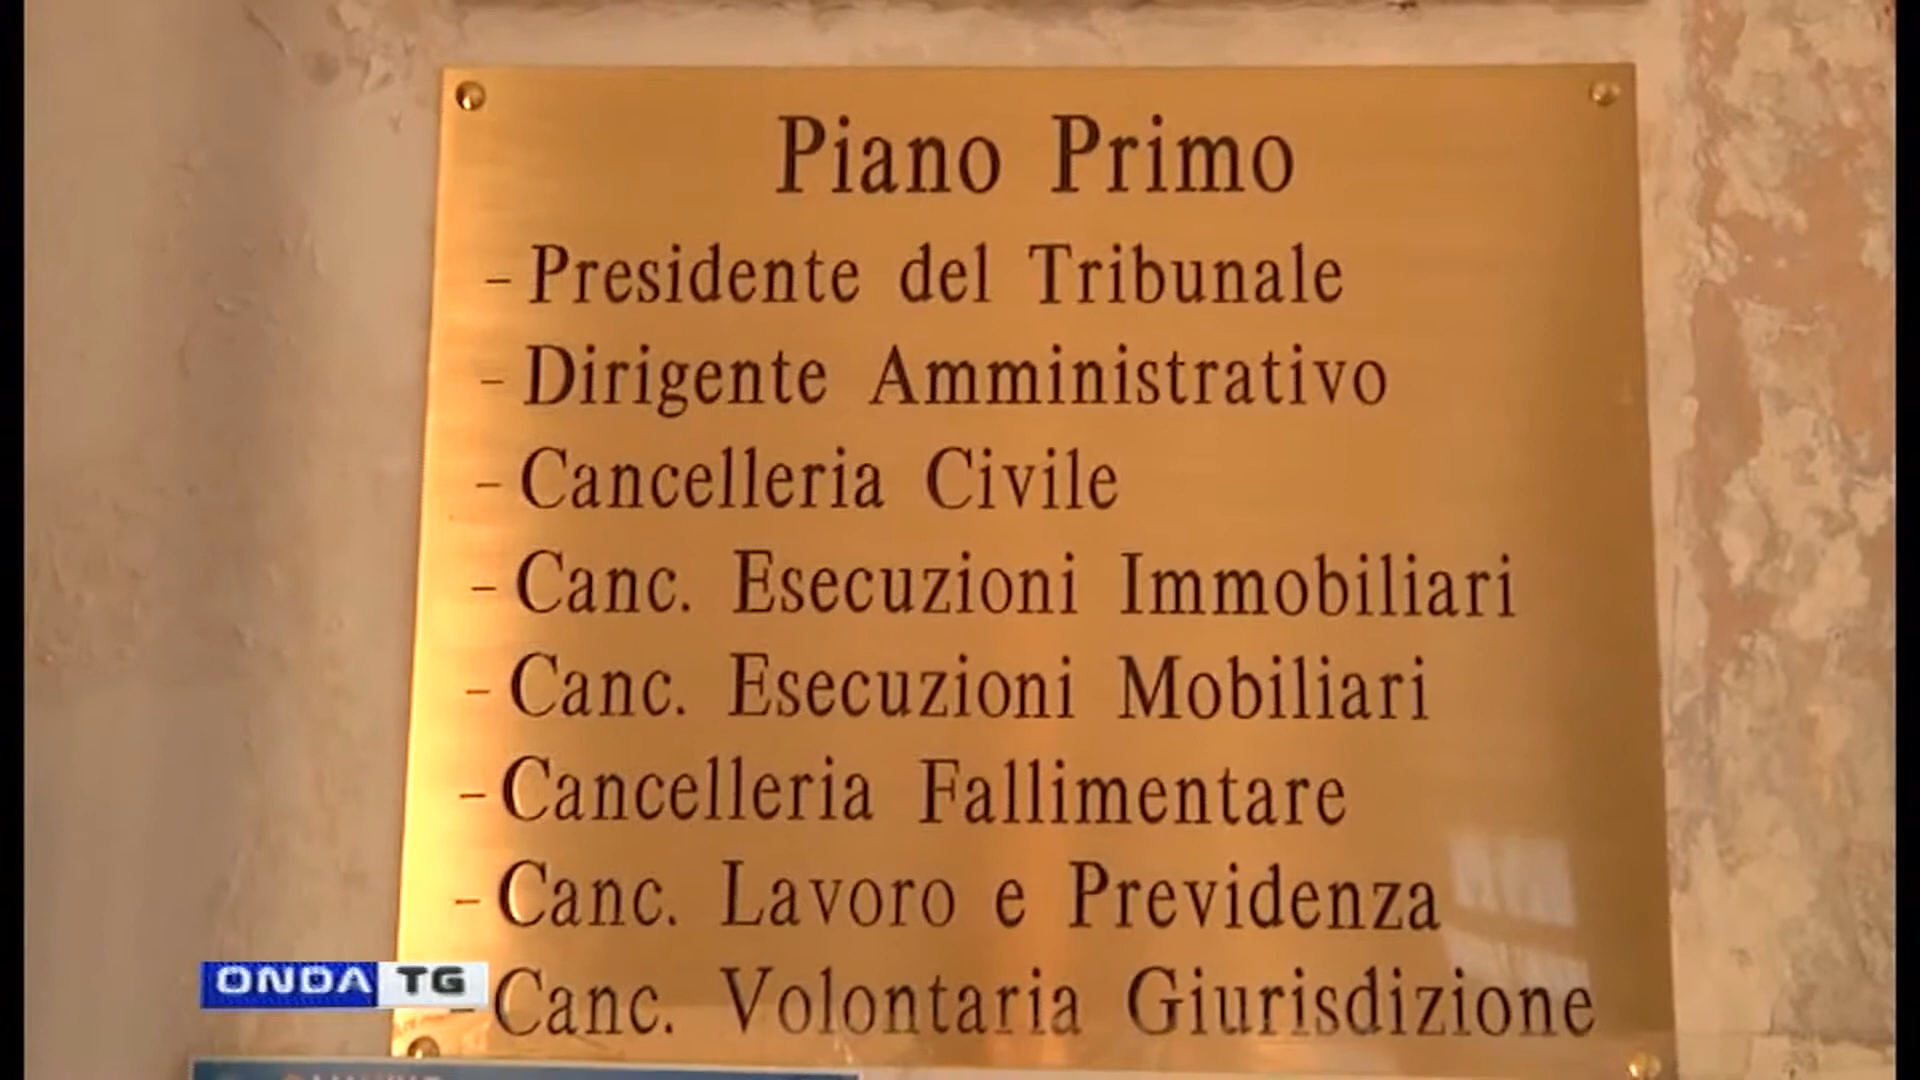 Piano Primo
- Presidente del Tribunale
- Dirigente Amministrativo
- Cancelleria Civile
- Canc. Esecuzioni Immobiliari
- Canc. Esecuzioni Mobiliari
- Cancelleria Fallimentare
- Canc. Lavoro e Previdenza
- Canc. Volontaria Giurisdizione
ONDA TG